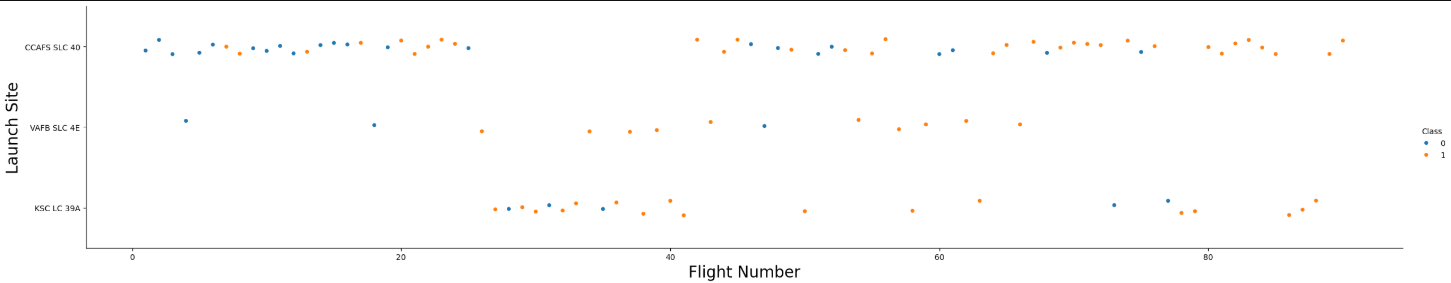 Launch Site
CCAFS SLC 40
VAFB SLC 4E
KSC LC 39A
0 20 40 60 80
Flight Number
Class
0
1